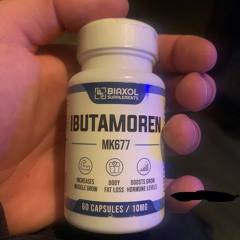 BIAXOL
SUPPLEMENTS
IBUTAMOREN
MK677
INCREASES
MUSCLE GROW
BODY
FAT LOSS
BOOSTS GROW
HORMONE LEVELS
60 CAPSULES / 10MG